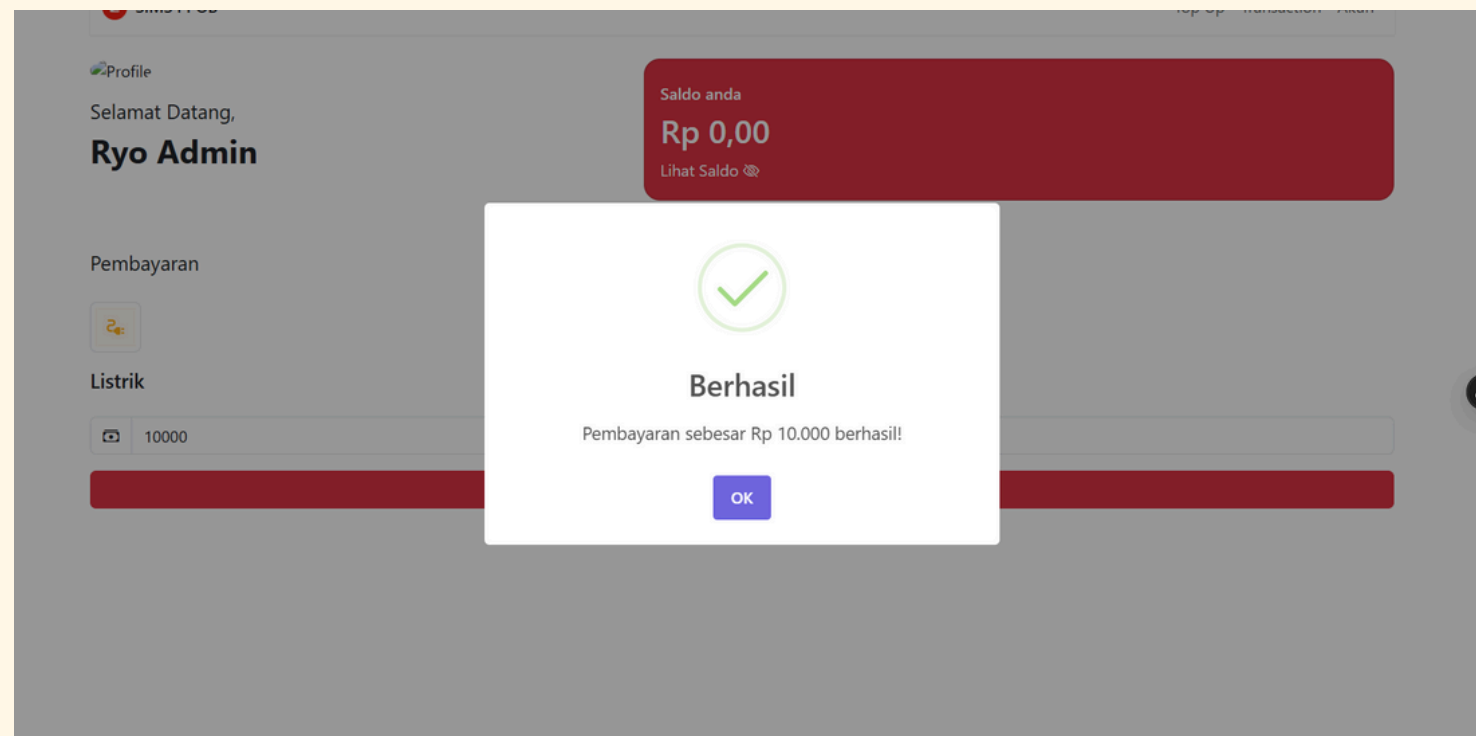 Profile
Selamat Datang,
Ryo Admin
Saldo anda
Rp 0,00
Lihat Saldo
Pembayaran
Listrik
10000
Berhasil
Pembayaran sebesar Rp 10.000 berhasil!
OK